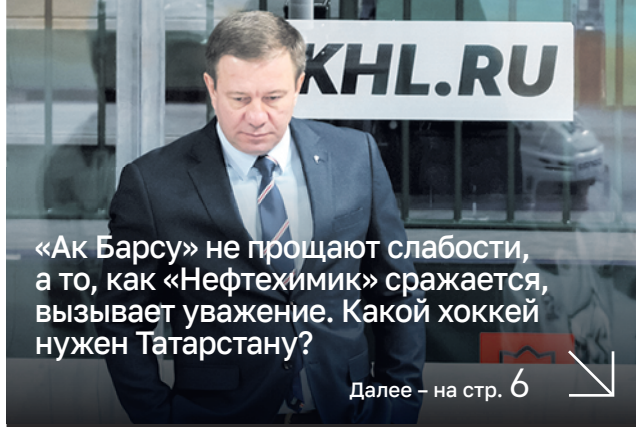 KHL.RU
«Ак Барсу» не прощают слабости,
а то, как «Нефтехимик» сражается,
вызывает уважение. Какой хоккей
нужен Татарстану?
Далее – на стр. 6